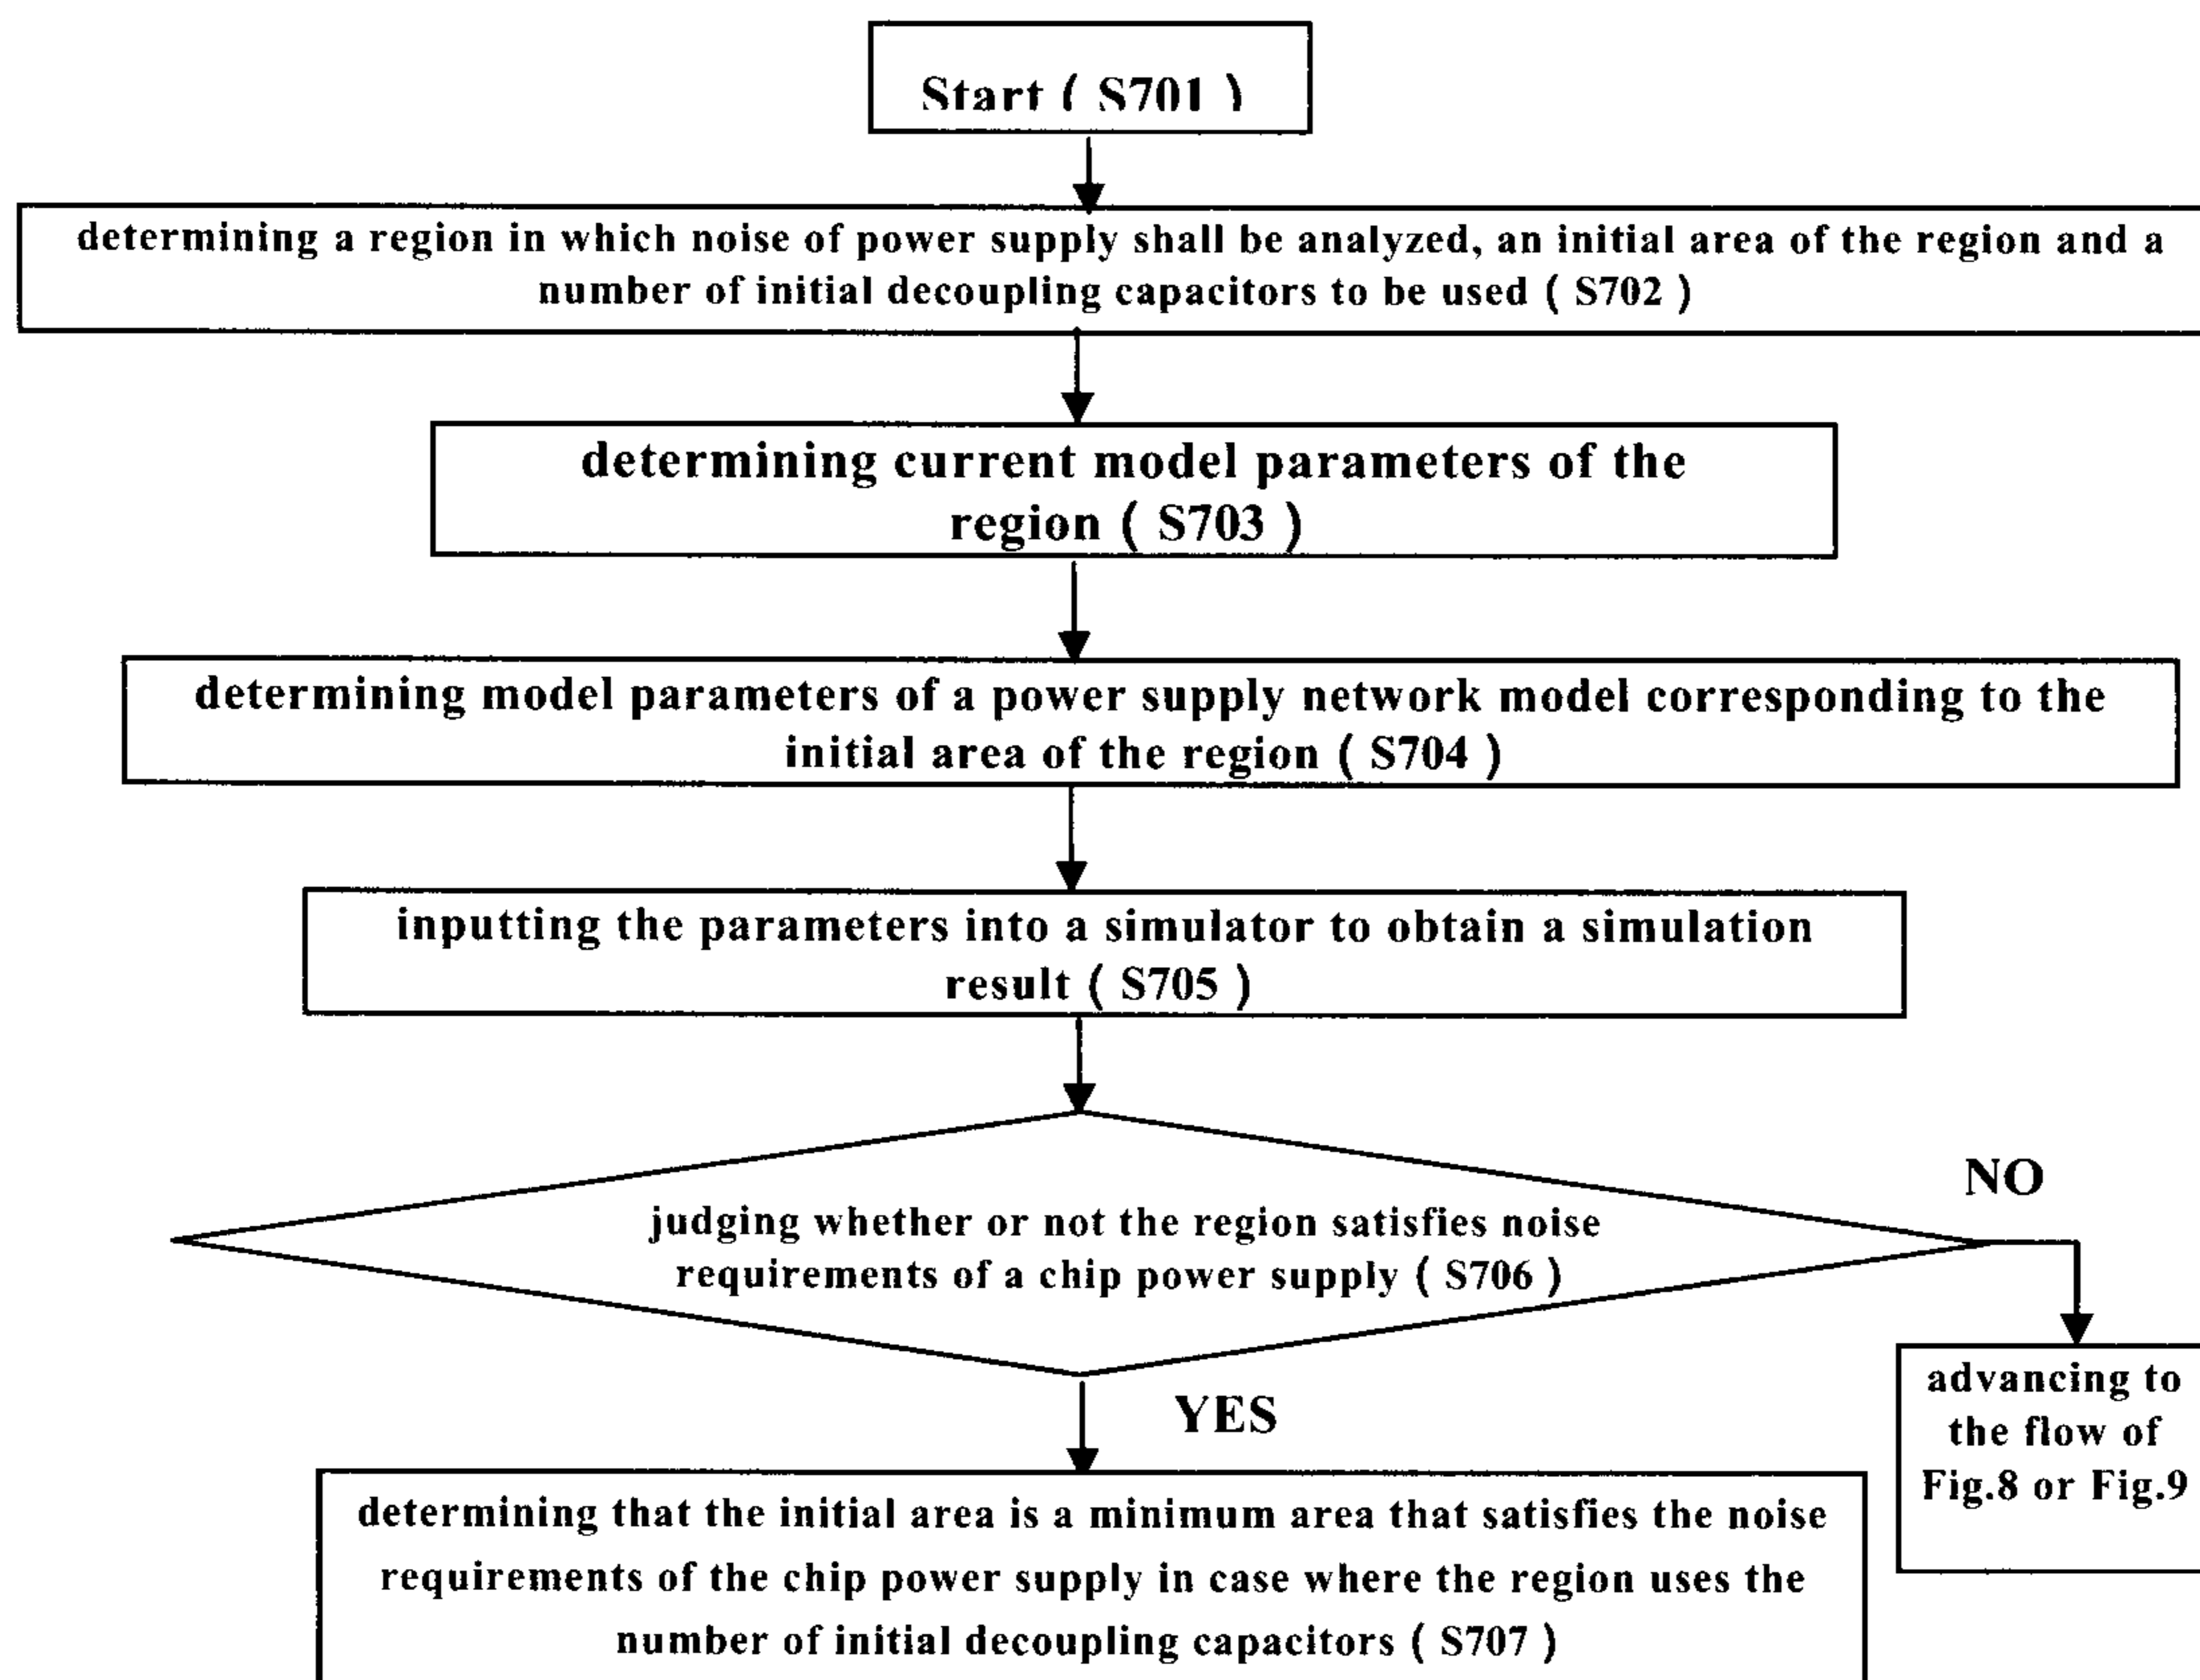 Start ( S701 )
determining a region in which noise of power supply shall be analyzed, an initial area of the region and a
number of initial decoupling capacitors to be used ( S702 )
determining current model parameters of the
region ( S703 )
determining model parameters of a power supply network model corresponding to the
initial area of the region ( S704 )
inputting the parameters into a simulator to obtain a simulation
result ( S705 )
judging whether or not the region satisfies noise
requirements of a chip power supply ( S706 )
NO
advancing to
the flow of
Fig.8 or Fig.9
YES
determining that the initial area is a minimum area that satisfies the noise
requirements of the chip power supply in case where the region uses the
number of initial decoupling capacitors ( S707 )